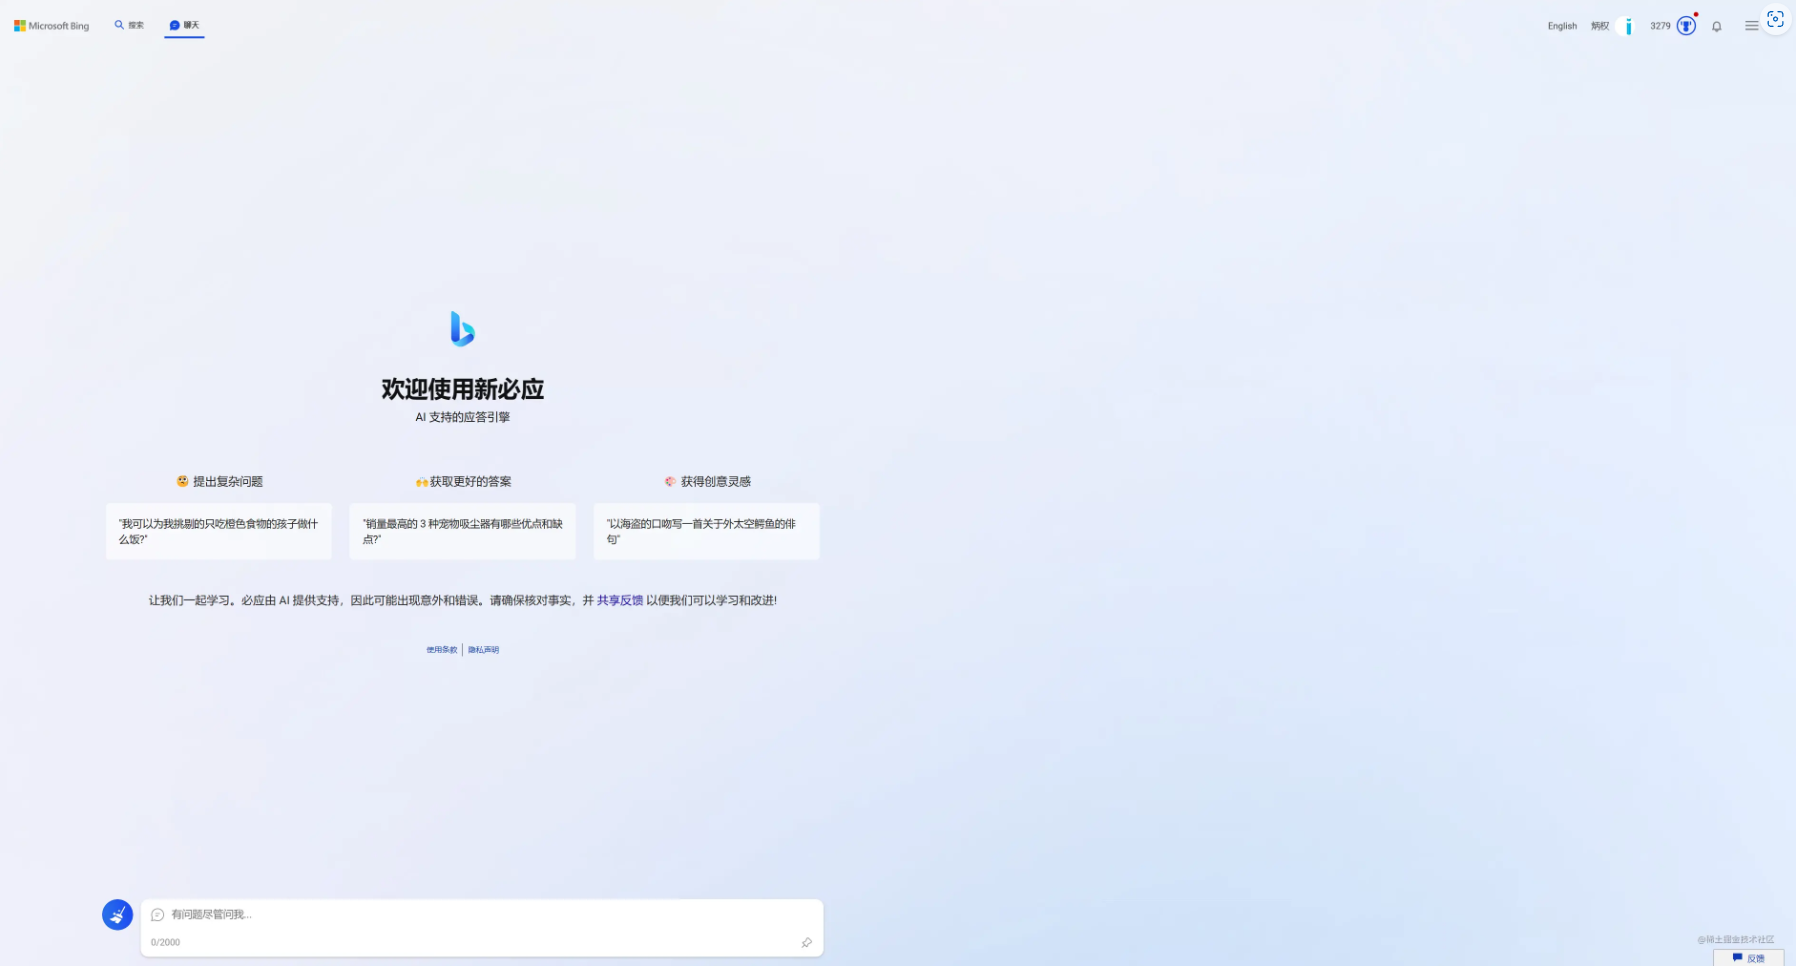 Microsoft Bing
搜索
聊天
English
炳权
3279
欢迎使用新必应
AI 支持的应答引擎
提出复杂问题
获取更好的答案
获得创意灵感
"我可以为我挑剔的只吃橙色食物的孩子做什
么饭?"
"销量最高的 3 种宠物吸尘器有哪些优点和缺
点?"
"以海盗的口吻写一首关于外太空鳄鱼的俳
句"
让我们一起学习。必应由 AI 提供支持，因此可能出现意外和错误。请确保核对事实，并 共享反馈 以便我们可以学习和改进!
使用条款
隐私声明
有问题尽管问我...
0/2000
@稀土掘金技术社区
反馈